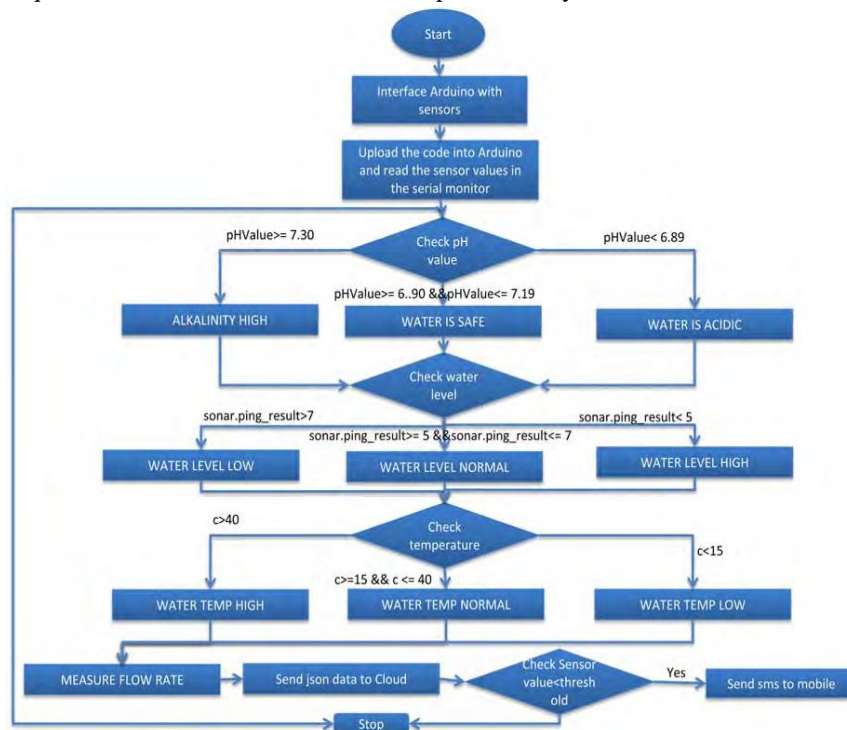 Start
Interface Arduino with
sensors
Upload the code into Arduino
and read the sensor values in
the serial monitor
Check pH
value
pHValue>= 7.30
pHValue< 6.89
pHValue>= 6..90 &&pHValue<= 7.19
ALKALINITY HIGH
WATER IS SAFE
WATER IS ACIDIC
Check water
level
sonar.ping_result>7
sonar.ping_result< 5
sonar.ping_result>= 5 &&sonar.ping_result<= 7
WATER LEVEL LOW
WATER LEVEL NORMAL
WATER LEVEL HIGH
Check
temperature
c>40
c<15
c>=15 && c <= 40
WATER TEMP HIGH
WATER TEMP NORMAL
WATER TEMP LOW
MEASURE FLOW RATE
Send json data to Cloud
Check Sensor
value<thresh
old
Yes
Send sms to mobile
Stop